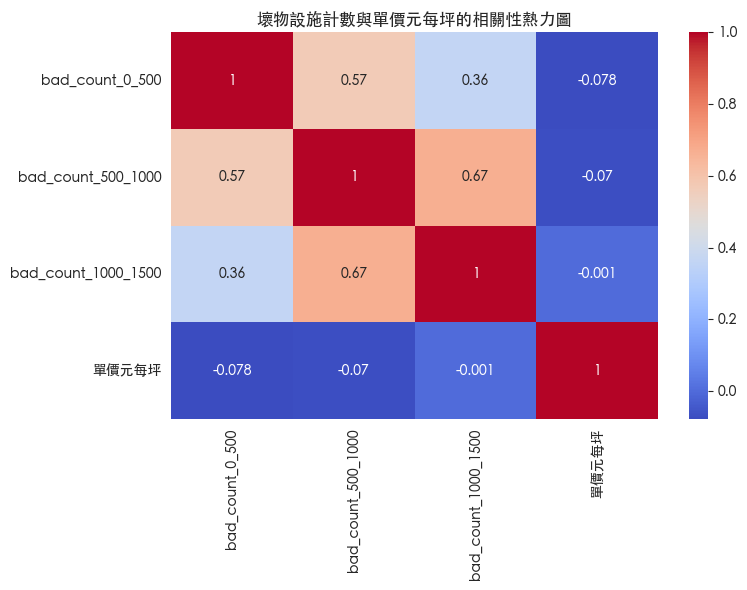 壞物設施計數與單價元每坪的相關性熱力圖
bad_count_0_500 1 0.57 0.36 -0.078
bad_count_500_1000 0.57 1 0.67 -0.07
bad_count_1000_1500 0.36 0.67 1 -0.001
單價元每坪 -0.078 -0.07 -0.001 1
bad_count_0_500
bad_count_500_1000
bad_count_1000_1500
單價元每坪
1.0
0.8
0.6
0.4
0.2
0.0